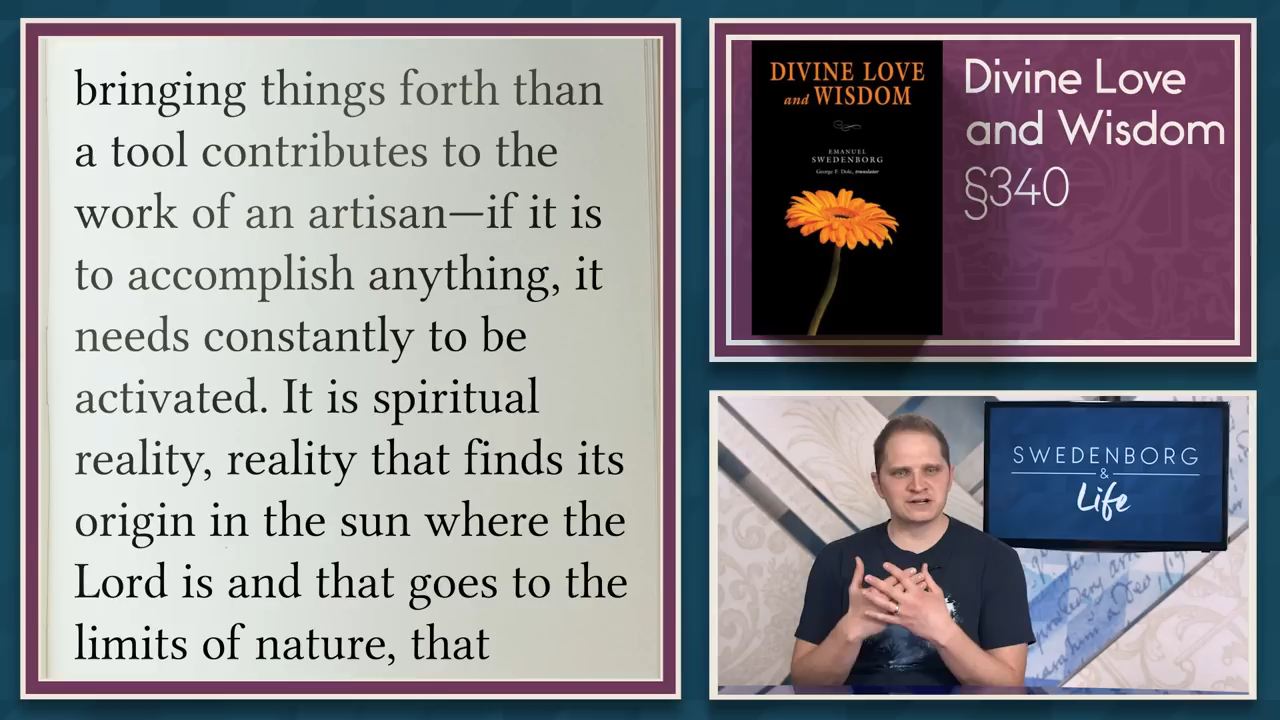 bringing things forth than
a tool contributes to the
work of an artisan—if it is
to accomplish anything, it
needs constantly to be
activated. It is spiritual
reality, reality that finds its
origin in the sun where the
Lord is and that goes to the
limits of nature, that
DIVINE LOVE
and WISDOM
EMANUEL
SWEDENBORG
George F. Dole, translator
Divine Love
and Wisdom
§340
SWEDENBORG
&
Life